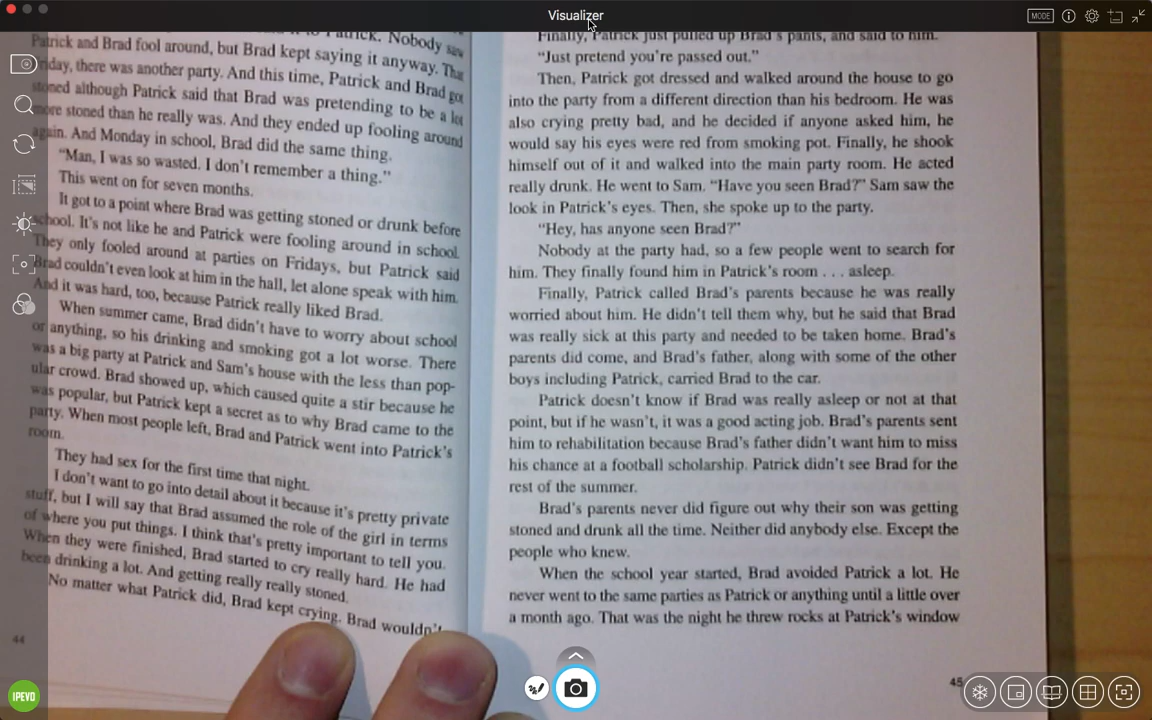 Visualizer
MODE
Patrick. Nobody saw
Patrick and Brad fool around, but Brad kept saying it anyway. That
day, there was another party. And this time, Patrick and Brad got
stoned although Patrick said that Brad was pretending to be a lot
more stoned than he really was. And they ended up fooling around
again. And Monday in school, Brad did the same thing.
“Man, I was so wasted. I don’t remember a thing.”
This went on for seven months.
It got to a point where Brad was getting stoned or drunk before
school. It’s not like he and Patrick were fooling around in school.
They only fooled around at parties on Fridays, but Patrick said
Brad couldn’t even look at him in the hall, let alone speak with him.
And it was hard, too, because Patrick really liked Brad.
When summer came, Brad didn’t have to worry about school
or anything, so his drinking and smoking got a lot worse. There
was a big party at Patrick and Sam’s house with the less than pop-
ular crowd. Brad showed up, which caused quite a stir because he
was popular, but Patrick kept a secret as to why Brad came to the
party. When most people left, Brad and Patrick went into Patrick’s
room.
They had sex for the first time that night.
I don’t want to go into detail about it because it’s pretty private
stuff, but I will say that Brad assumed the role of the girl in terms
of where you put things. I think that’s pretty important to tell you.
When they were finished, Brad started to cry really hard. He had
been drinking a lot. And getting really really stoned.
No matter what Patrick did, Brad kept crying. Brad wouldn’t
44
Finally, Patrick just pulled up Brad’s pants, and said to him.
“Just pretend you’re passed out.”
Then, Patrick got dressed and walked around the house to go
into the party from a different direction than his bedroom. He was
also crying pretty bad, and he decided if anyone asked him, he
would say his eyes were red from smoking pot. Finally, he shook
himself out of it and walked into the main party room. He acted
really drunk. He went to Sam. “Have you seen Brad?” Sam saw the
look in Patrick’s eyes. Then, she spoke up to the party.
“Hey, has anyone seen Brad?”
Nobody at the party had, so a few people went to search for
him. They finally found him in Patrick’s room . . . asleep.
Finally, Patrick called Brad’s parents because he was really
worried about him. He didn’t tell them why, but he said that Brad
was really sick at this party and needed to be taken home. Brad’s
parents did come, and Brad’s father, along with some of the other
boys including Patrick, carried Brad to the car.
Patrick doesn’t know if Brad was really asleep or not at that
point, but if he wasn’t, it was a good acting job. Brad’s parents sent
him to rehabilitation because Brad’s father didn’t want him to miss
his chance at a football scholarship. Patrick didn’t see Brad for the
rest of the summer.
Brad’s parents never did figure out why their son was getting
stoned and drunk all the time. Neither did anybody else. Except the
people who knew.
When the school year started, Brad avoided Patrick a lot. He
never went to the same parties as Patrick or anything until a little over
a month ago. That was the night he threw rocks at Patrick’s window
45
IPEVO